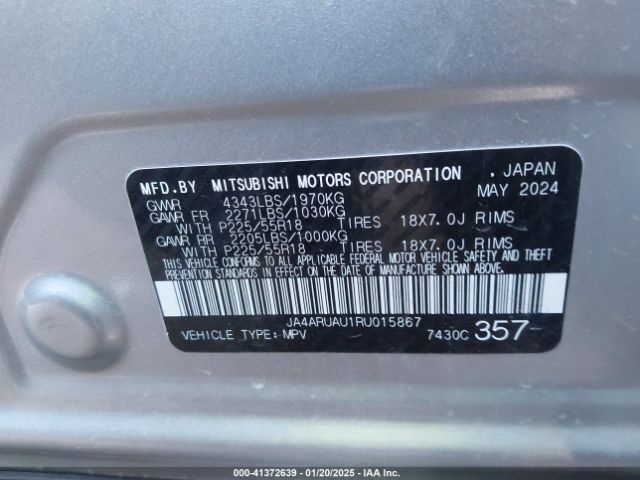 MFD.BY MITSUBISHI MOTORS CORPORATION , JAPAN
GWWR 4343LBS/1970KG MAY 2024
GAWR FR 2271LBS/1030KG
WITH P225/55R18 TIRES 18X7.0J RIMS
GAWR RR 2205LBS/1000KG
WITH P225/55R18 TIRES 18X7.0J RIMS
THIS VEHICLE CONFORMS TO ALL APPLICABLE FEDERAL MOTOR VEHICLE SAFETY AND THEFT
PREVENTION STANDARDS IN EFFECT ON THE DATE OF MANUFACTURE SHOWN ABOVE.
JA4ARUAU1RU015867
VEHICLE TYPE:MPV 7430C 357
000-41372639 - 01/20/2025 - IAA Inc.